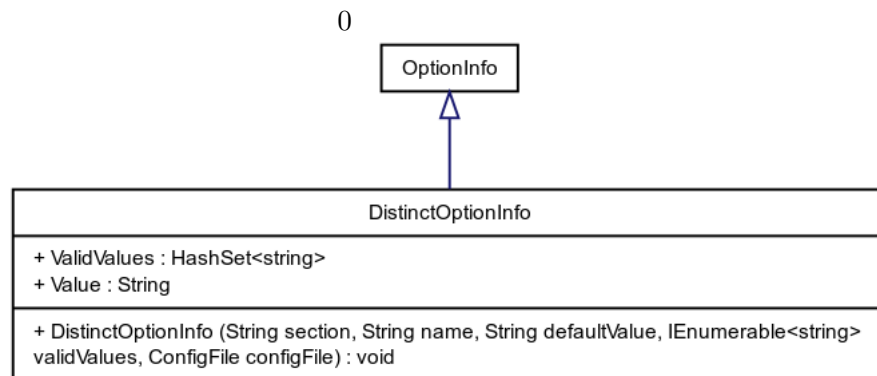 0
OptionInfo
DistinctOptionInfo
+ ValidValues : HashSet<string>
+ Value : String
+ DistinctOptionInfo (String section, String name, String defaultValue, IEnumerable<string>
validValues, ConfigFile configFile) : void